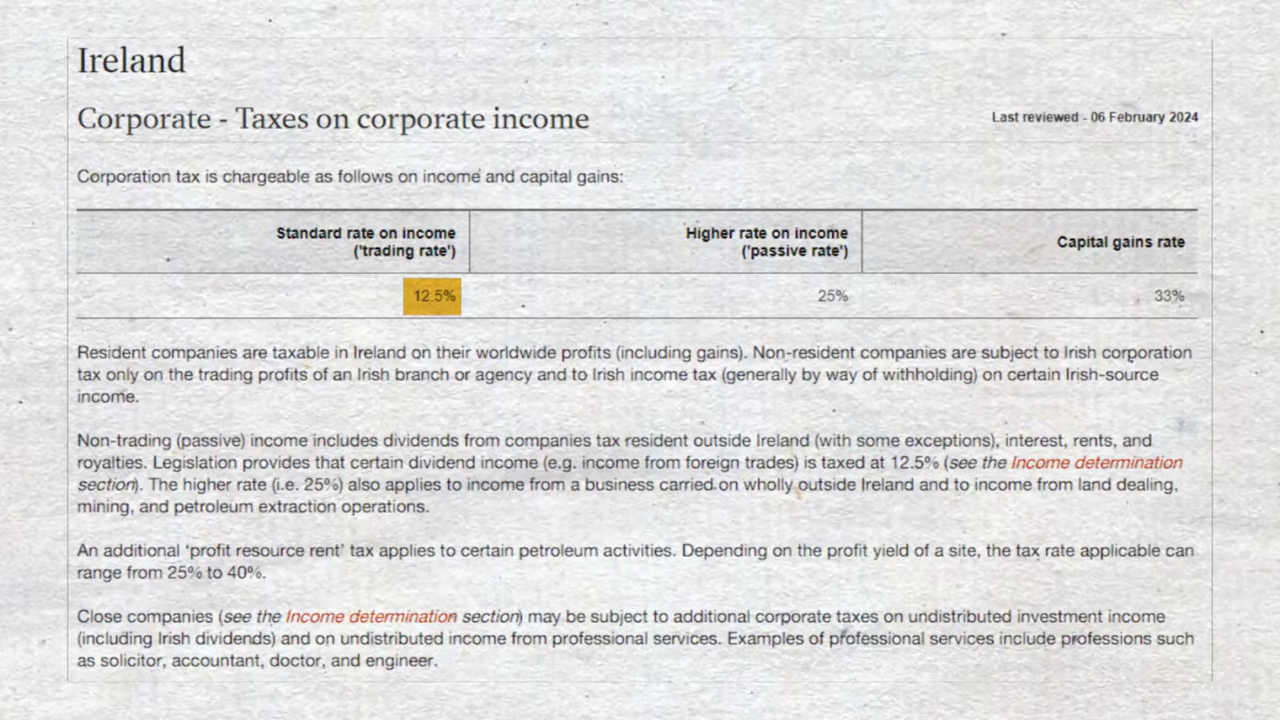 Ireland
Corporate - Taxes on corporate income
Last reviewed - 06 February 2024
Corporation tax is chargeable as follows on income and capital gains:
Standard rate on income
('trading rate')
Higher rate on income
('passive rate')
Capital gains rate
12.5%
25%
33%
Resident companies are taxable in Ireland on their worldwide profits (including gains). Non-resident companies are subject to Irish corporation
tax only on the trading profits of an Irish branch or agency and to Irish income tax (generally by way of withholding) on certain Irish-source
income.
Non-trading (passive) income includes dividends from companies tax resident outside Ireland (with some exceptions), interest, rents, and
royalties. Legislation provides that certain dividend income (e.g. income from foreign trades) is taxed at 12.5% (see the Income determination
section). The higher rate (i.e. 25%) also applies to income from a business carried on wholly outside Ireland and to income from land dealing,
mining, and petroleum extraction operations.
An additional 'profit resource rent' tax applies to certain petroleum activities. Depending on the profit yield of a site, the tax rate applicable can
range from 25% to 40%.
Close companies (see the Income determination section) may be subject to additional corporate taxes on undistributed investment income
(including Irish dividends) and on undistributed income from professional services. Examples of professional services include professions such
as solicitor, accountant, doctor, and engineer.